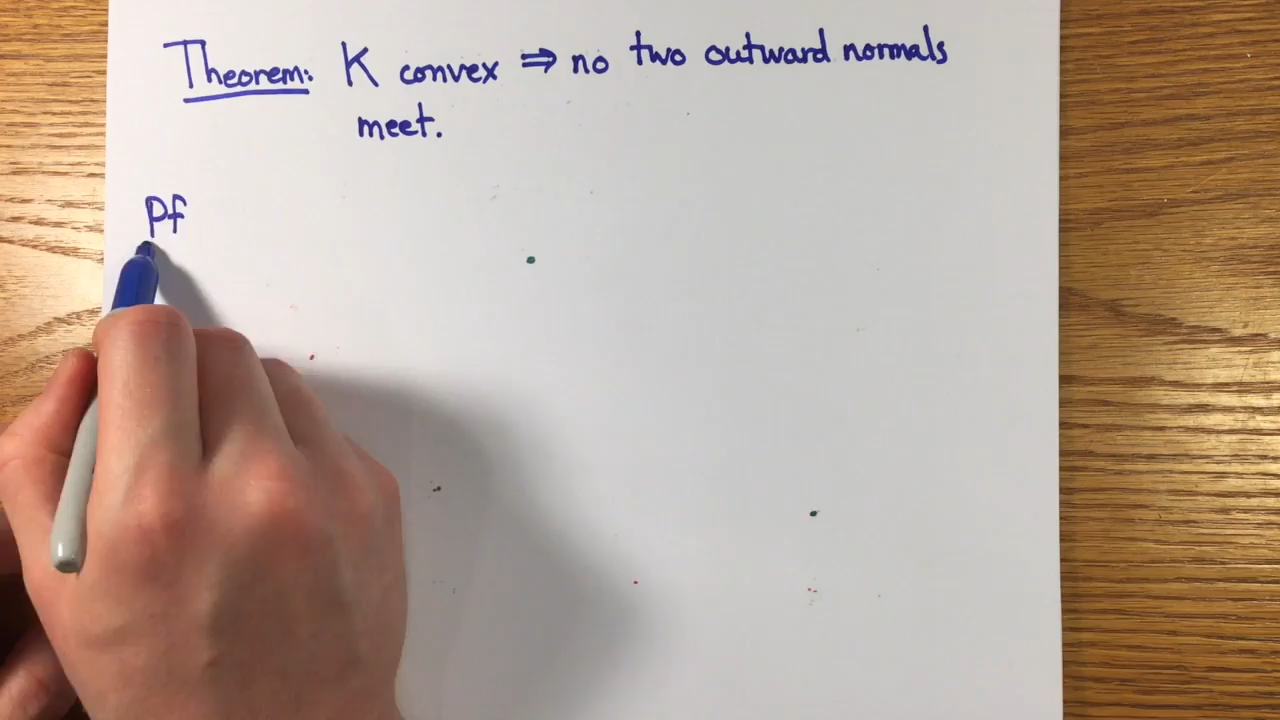 Theorem: K convex ⇒ no two outward normals
meet.
pf